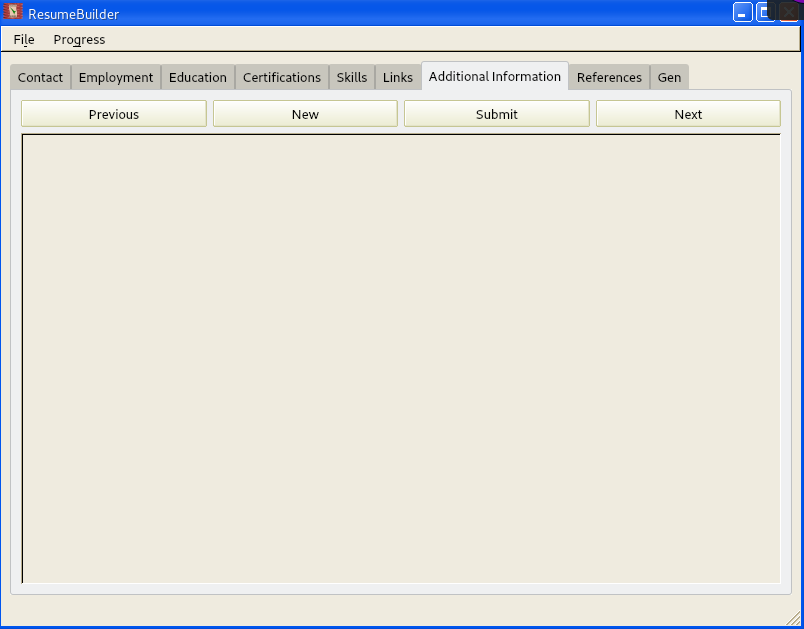 ResumeBuilder
File Progress
Contact Employment Education Certifications Skills Links Additional Information References Gen
Previous New Submit Next